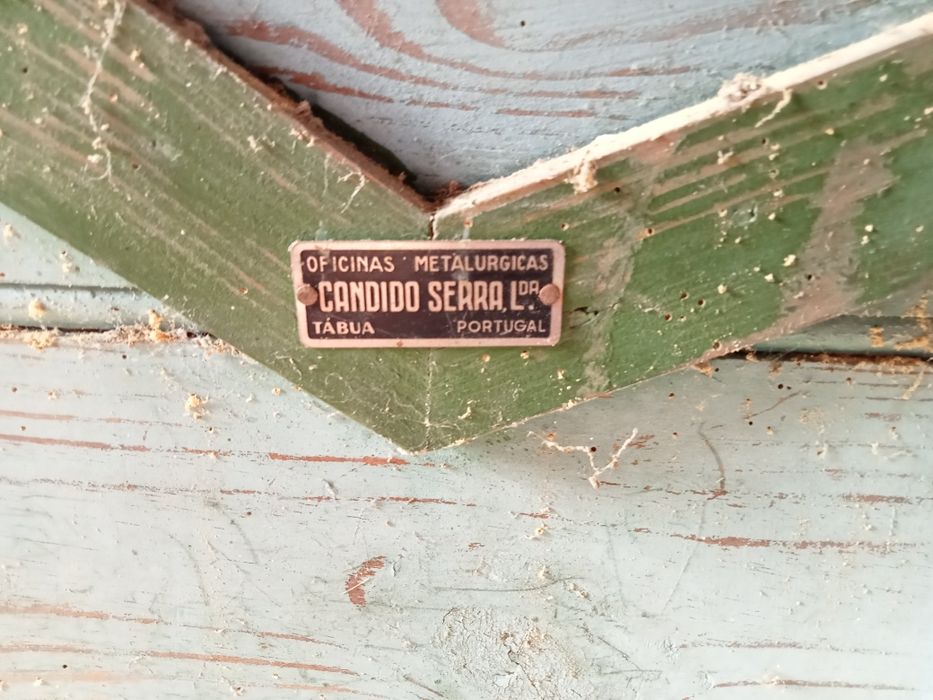 OFICINAS METALURGICAS
CANDIDO SERRA, LDA.
TÁBUA PORTUGAL